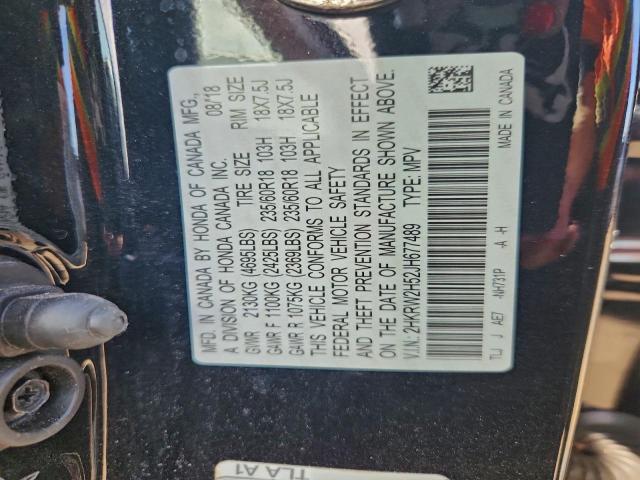 MFD. IN CANADA BY HONDA OF CANADA MFG.,
A DIVISION OF HONDA CANADA INC. 08/18
GVWR 2130KG (4695LBS) TIRE SIZE RIM SIZE
GAWR F 1100KG (2425LBS) 235/60R18 103H 18X7.5J
GAWR R 1075KG (2369LBS) 235/60R18 103H 18X7.5J
THIS VEHICLE CONFORMS TO ALL APPLICABLE
FEDERAL MOTOR VEHICLE SAFETY
AND THEFT PREVENTION STANDARDS IN EFFECT
ON THE DATE OF MANUFACTURE SHOWN ABOVE.
V.I.N: 2HKRW2H52JH677489 TYPE: MPV
TLJ J AE7 -NH731P -A -H
MADE IN CANADA
TLA A1